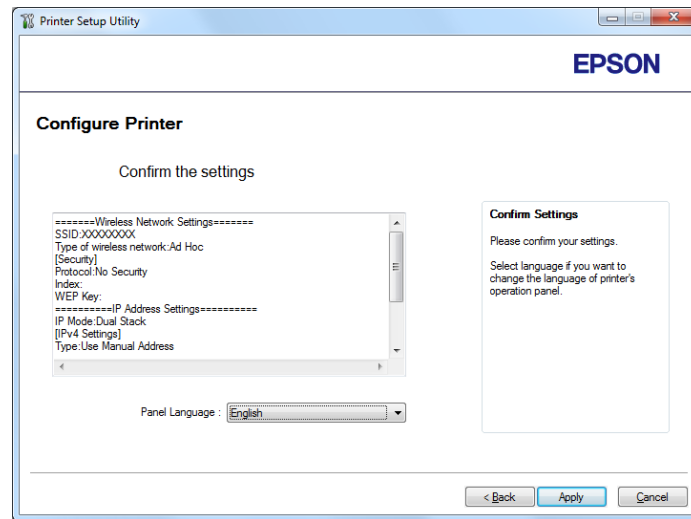 Printer Setup Utility
EPSON
Configure Printer
Confirm the settings
=======Wireless Network Settings=======
SSID:XXXXXXXX
Type of wireless network:Ad Hoc
[Security]
Protocol:No Security
Index:
WEP Key:
==========IP Address Settings==========
IP Mode:Dual Stack
[IPv4 Settings]
Type:Use Manual Address
Confirm Settings
Please confirm your settings.
Select language if you want to
change the language of printer's
operation panel.
Panel Language :
English
< Back
Apply
Cancel